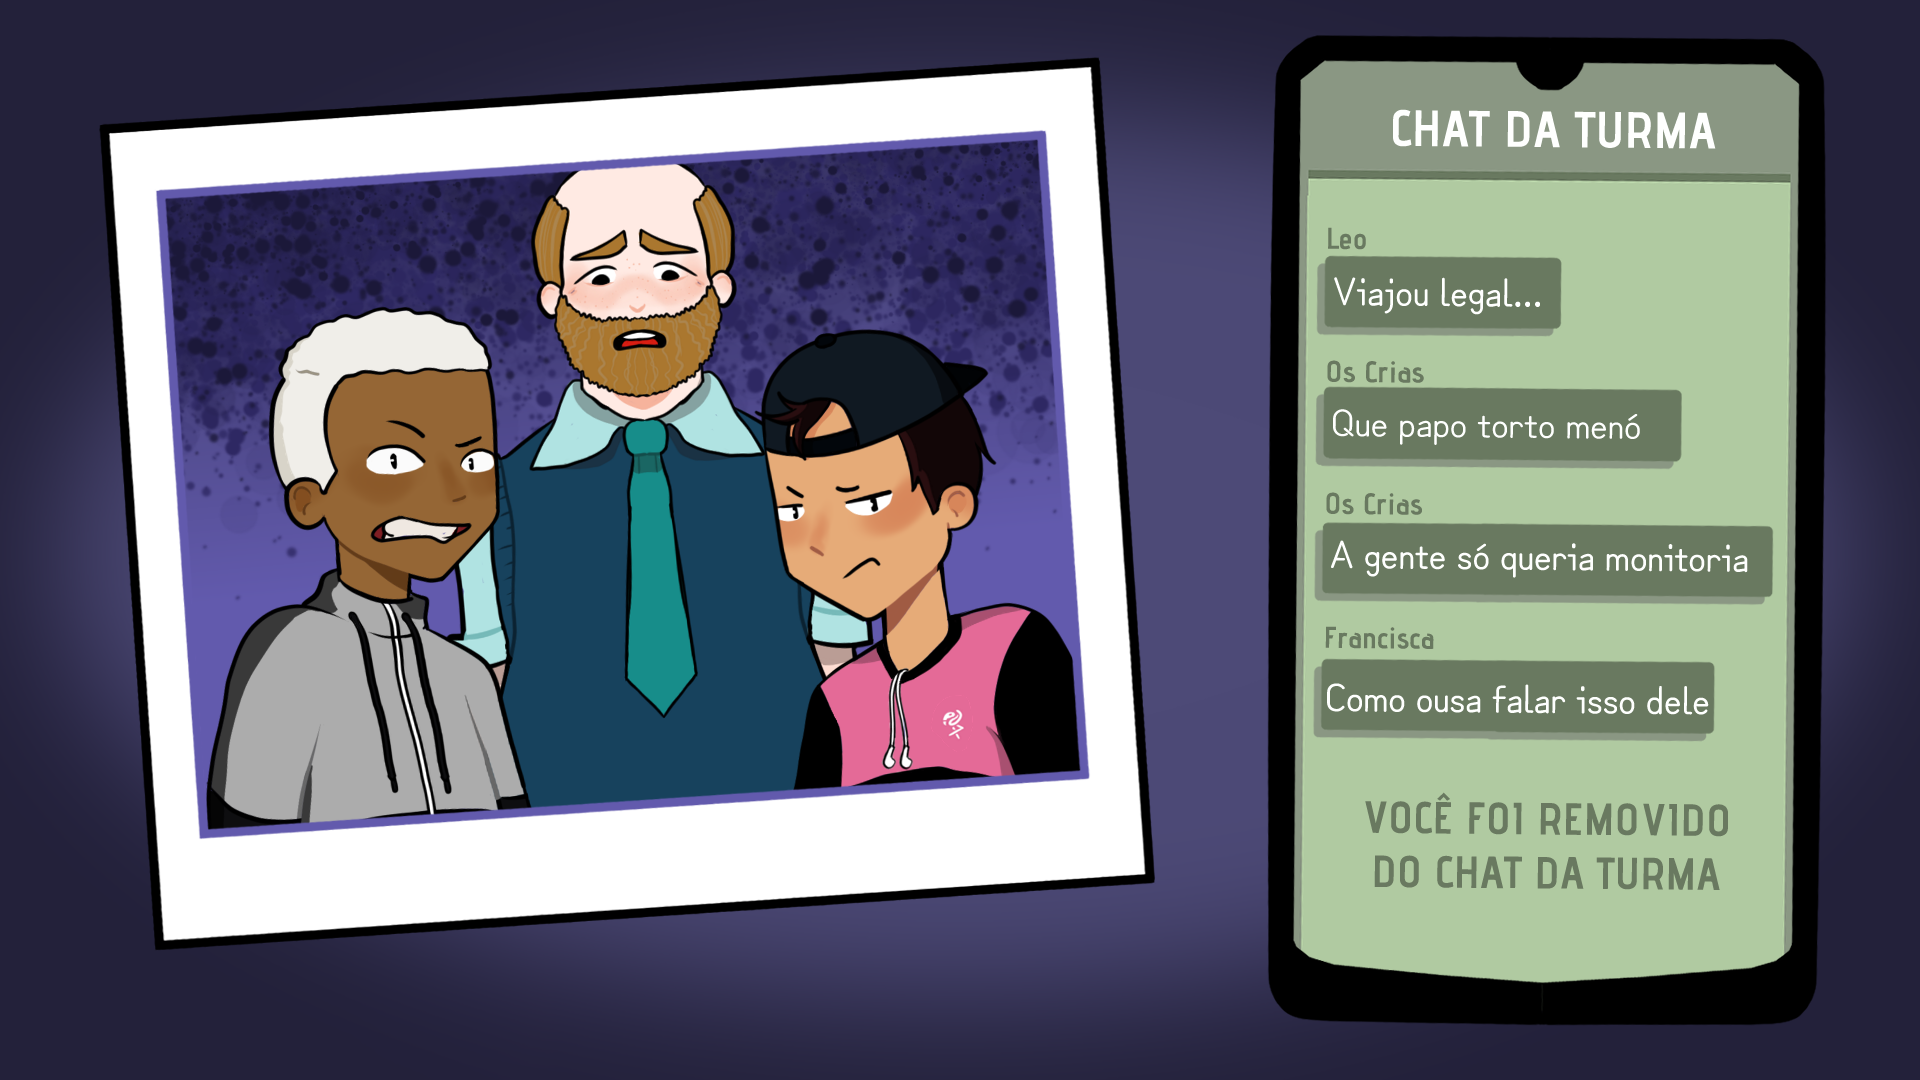 CHAT DA TURMA
Leo
Viajou legal...
Os Crias
Que papo torto menó
Os Crias
A gente só queria monitoria
Francisca
Como ousa falar isso dele
VOCÊ FOI REMOVIDO
DO CHAT DA TURMA